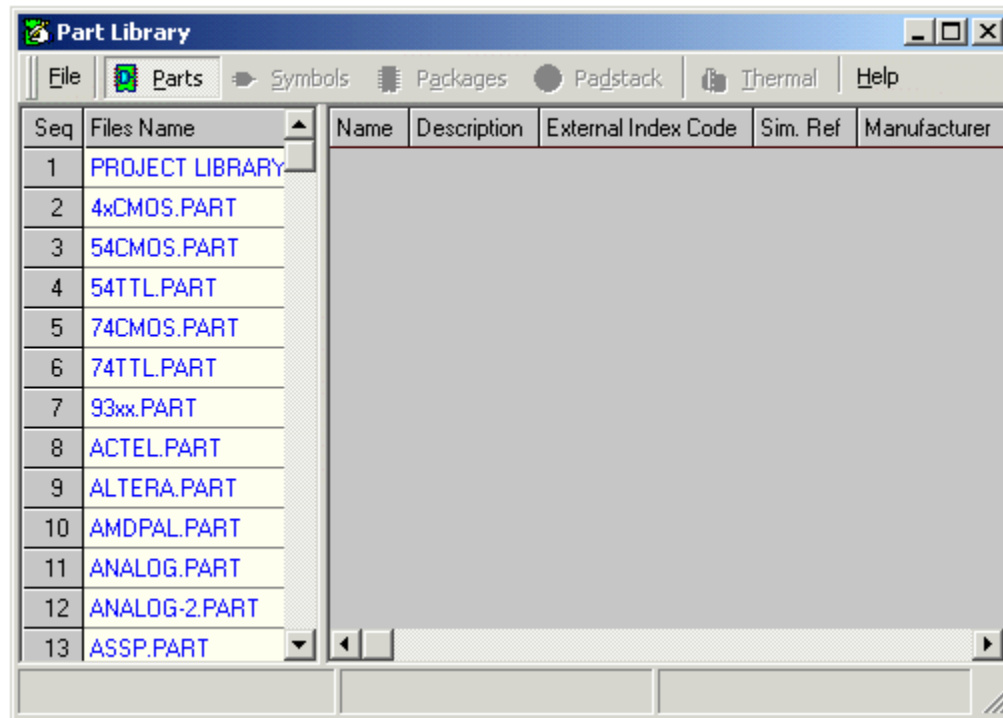 Part Library
File Parts Symbols Packages Padstack Thermal Help
Seq Files Name Name Description External Index Code Sim. Ref Manufacturer
1 PROJECT LIBRARY
2 4xCMOS.PART
3 54CMOS.PART
4 54TTL.PART
5 74CMOS.PART
6 74TTL.PART
7 93xx.PART
8 ACTEL.PART
9 ALTERA.PART
10 AMDPAL.PART
11 ANALOG.PART
12 ANALOG-2.PART
13 ASSP.PART